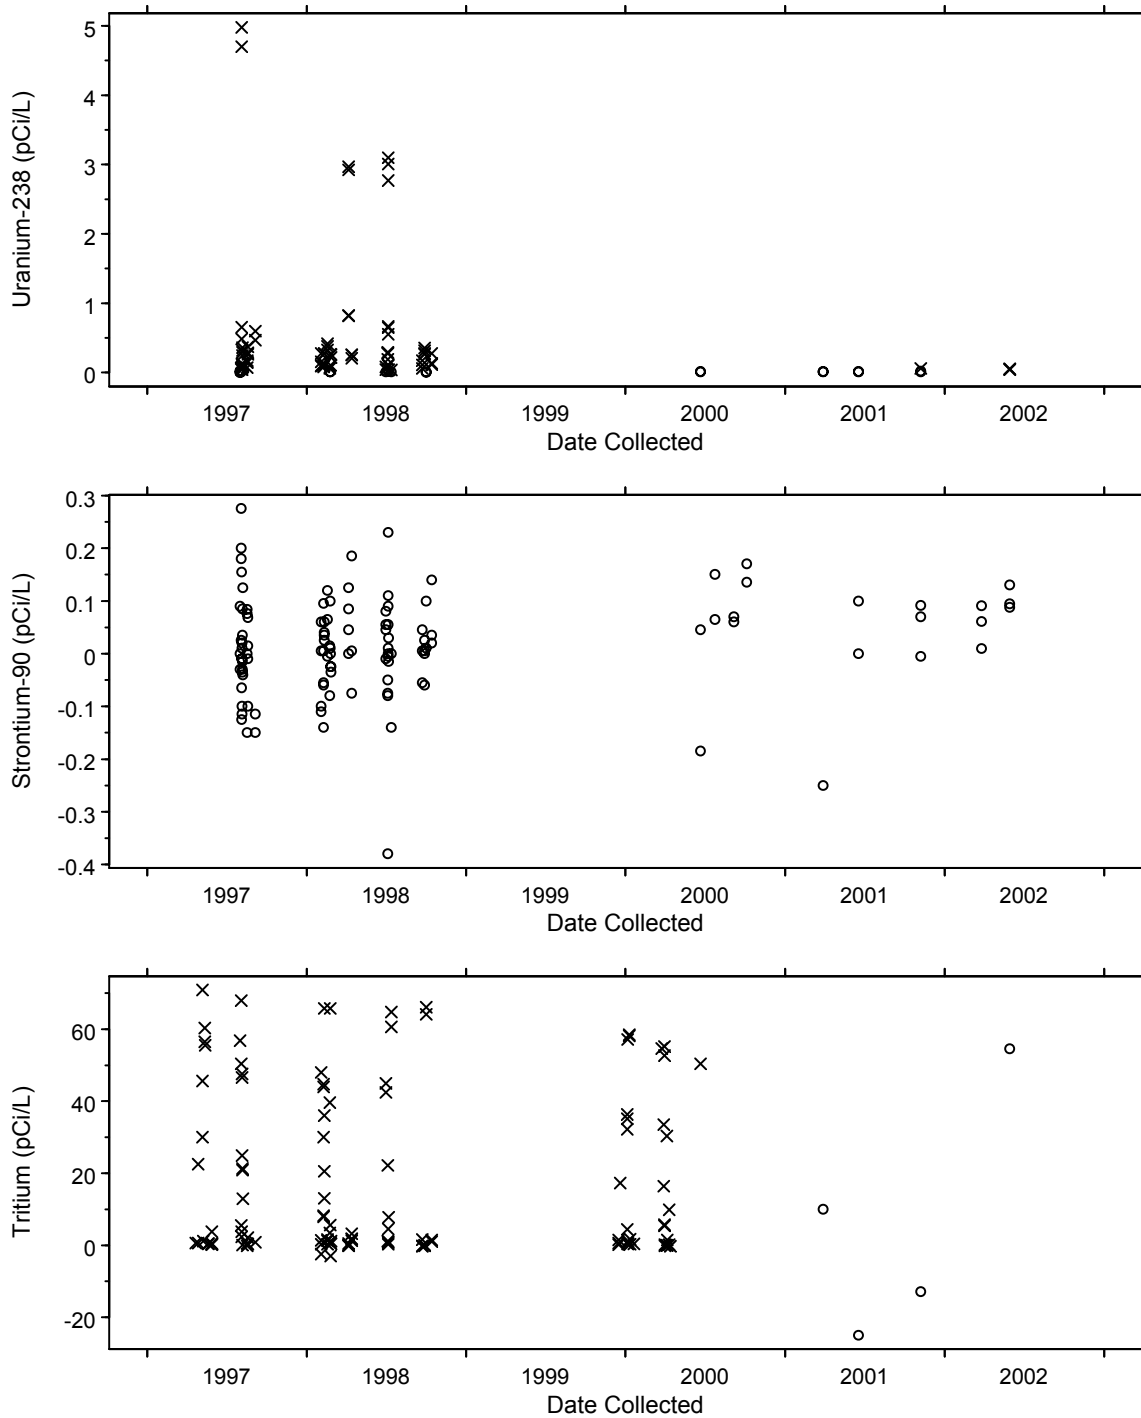 Uranium-238 (pCi/L)
5
4
3
2
1
0
1997 1998 1999 2000 2001 2002
Date Collected
Strontium-90 (pCi/L)
0.3
0.2
0.1
0
-0.1
-0.2
-0.3
-0.4
1997 1998 1999 2000 2001 2002
Date Collected
Tritium (pCi/L)
60
40
20
0
-20
1997 1998 1999 2000 2001 2002
Date Collected